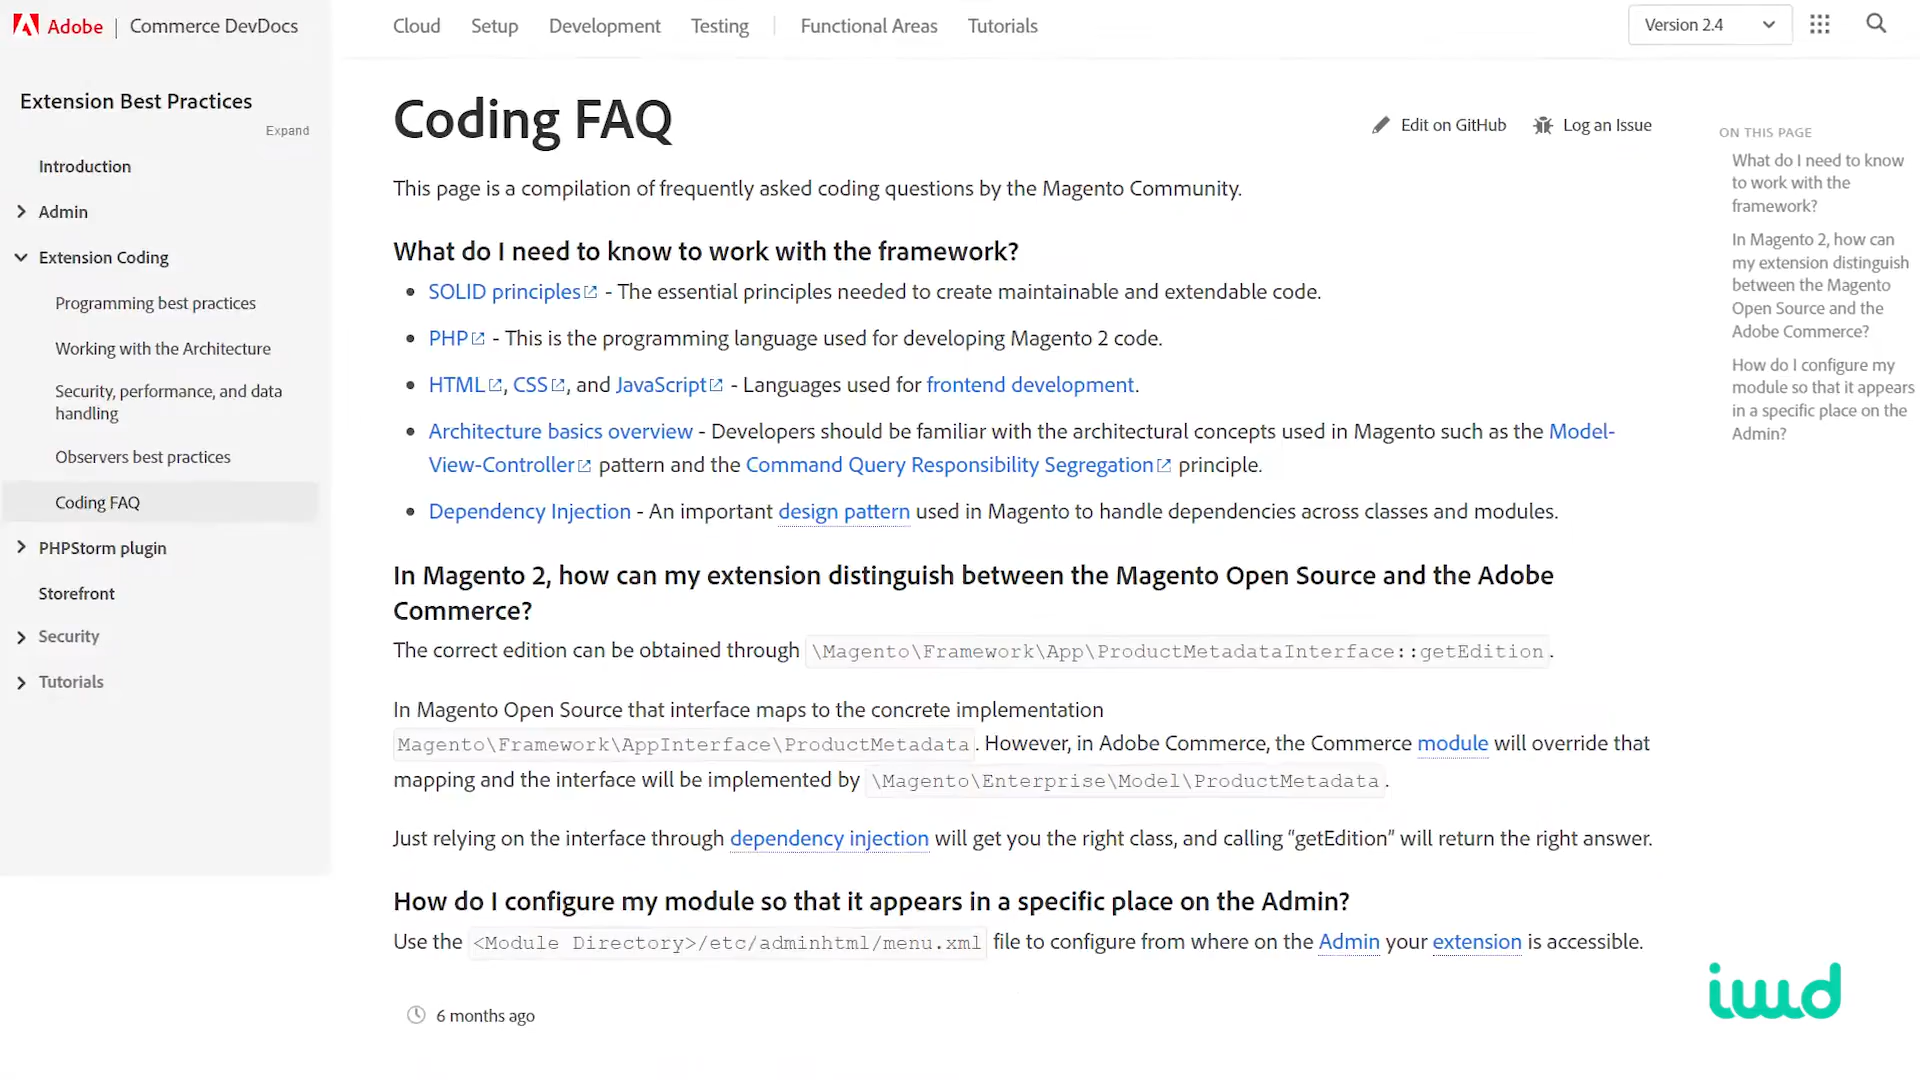 Adobe | Commerce DevDocs
Cloud Setup Development Testing Functional Areas Tutorials
Version 2.4
Extension Best Practices
Expand
Introduction
Admin
Extension Coding
Programming best practices
Working with the Architecture
Security, performance, and data
handling
Observers best practices
Coding FAQ
PHPStorm plugin
Storefront
Security
Tutorials
Coding FAQ
Edit on GitHub
Log an Issue
This page is a compilation of frequently asked coding questions by the Magento Community.
What do I need to know to work with the framework?
• SOLID principles - The essential principles needed to create maintainable and extendable code.
• PHP - This is the programming language used for developing Magento 2 code.
• HTML, CSS, and JavaScript - Languages used for frontend development.
• Architecture basics overview - Developers should be familiar with the architectural concepts used in Magento such as the Model-
View-Controller pattern and the Command Query Responsibility Segregation principle.
• Dependency Injection - An important design pattern used in Magento to handle dependencies across classes and modules.
In Magento 2, how can my extension distinguish between the Magento Open Source and the Adobe
Commerce?
The correct edition can be obtained through \Magento\Framework\App\ProductMetadataInterface::getEdition.
In Magento Open Source that interface maps to the concrete implementation
Magento\Framework\AppInterface\ProductMetadata. However, in Adobe Commerce, the Commerce module will override that
mapping and the interface will be implemented by \Magento\Enterprise\Model\ProductMetadata.
Just relying on the interface through dependency injection will get you the right class, and calling “getEdition” will return the right answer.
How do I configure my module so that it appears in a specific place on the Admin?
Use the <Module Directory>/etc/adminhtml/menu.xml file to configure from where on the Admin your extension is accessible.
6 months ago
ON THIS PAGE
What do I need to know
to work with the
framework?
In Magento 2, how can
my extension distinguish
between the Magento
Open Source and the
Adobe Commerce?
How do I configure my
module so that it appears
in a specific place on the
Admin?
iwd